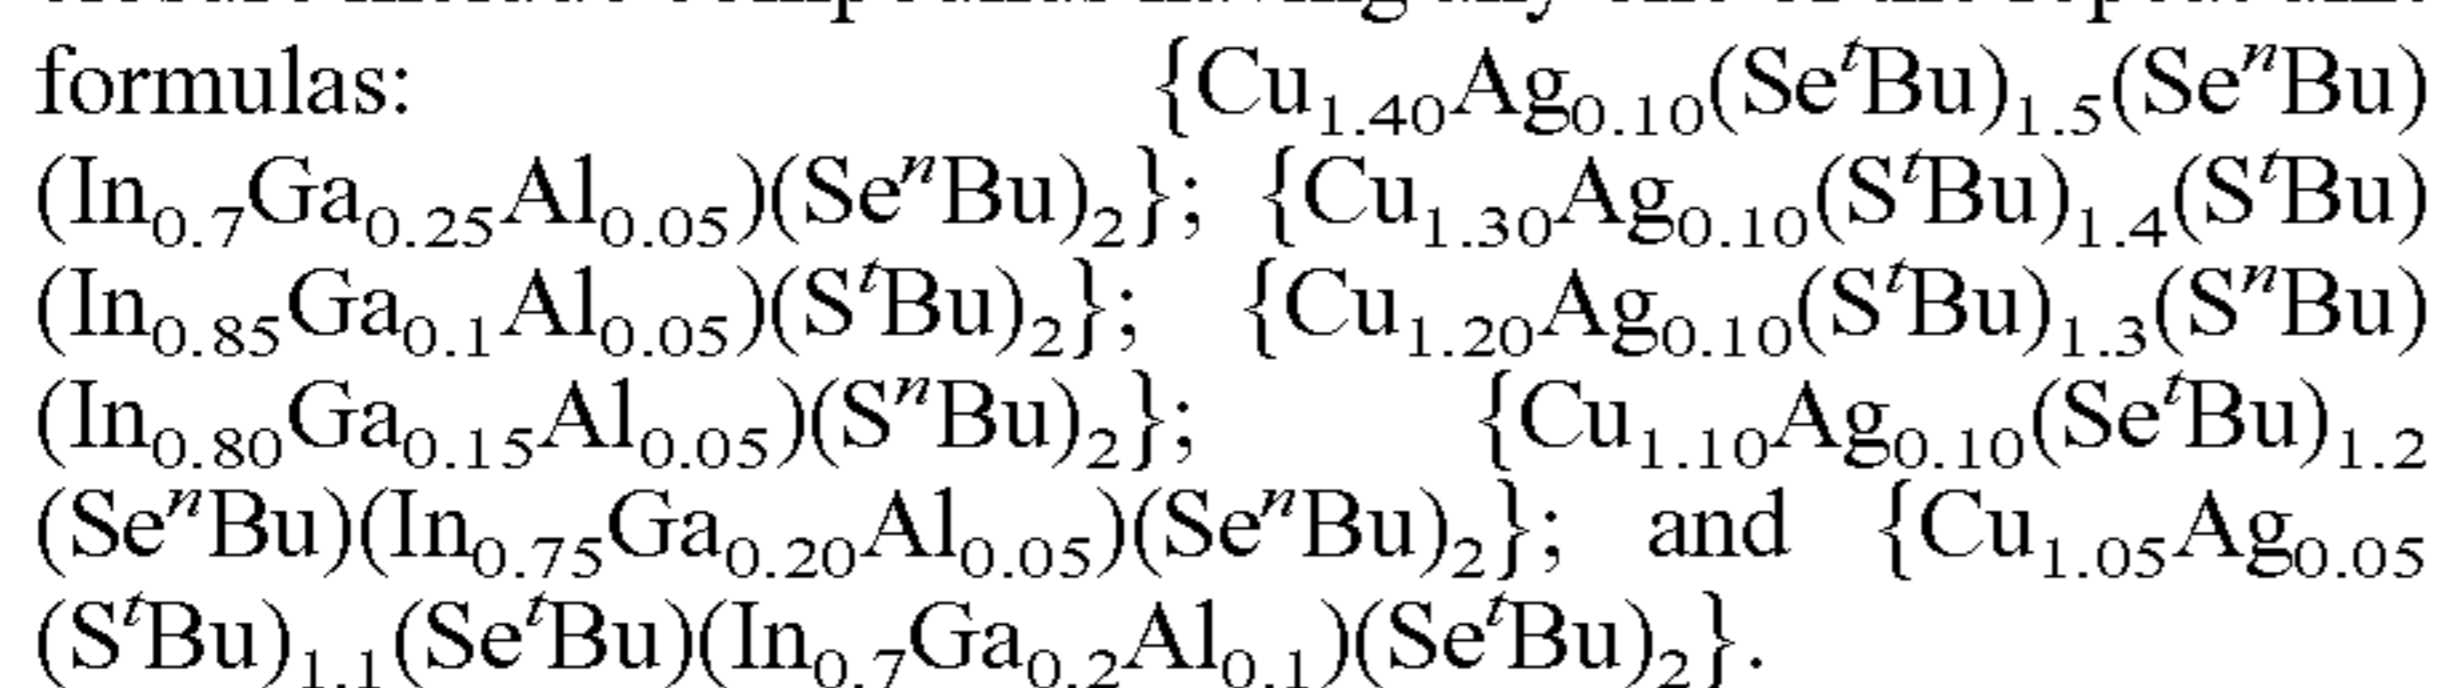 formulas: {Cu₁.₄₀Ag₀.₁₀(SeᵗBu)₁.₅(SeⁿBu)
(In₀.₇Ga₀.₂₅Al₀.₀₅)(SeⁿBu)₂}; {Cu₁.₃₀Ag₀.₁₀(SᵗBu)₁.₄(SᵗBu)
(In₀.₈₅Ga₀.₁Al₀.₀₅)(SᵗBu)₂}; {Cu₁.₂₀Ag₀.₁₀(SᵗBu)₁.₃(SⁿBu)
(In₀.₈₀Ga₀.₁₅Al₀.₀₅)(SⁿBu)₂}; {Cu₁.₁₀Ag₀.₁₀(SeᵗBu)₁.₂
(SeⁿBu)(In₀.₇₅Ga₀.₂₀Al₀.₀₅)(SeⁿBu)₂}; and {Cu₁.₀₅Ag₀.₀₅
(SᵗBu)₁.₁(SeᵗBu)(In₀.₇Ga₀.₂Al₀.₁)(SeᵗBu)₂}.